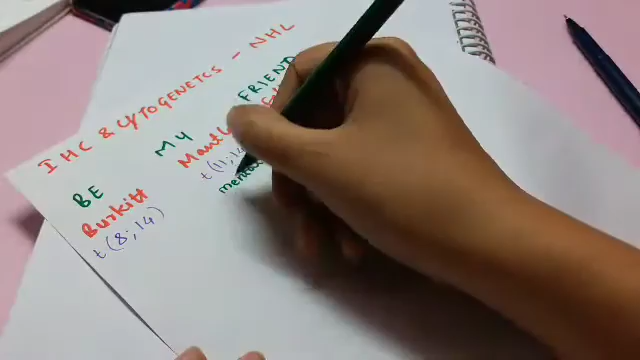 IHC & CYTOGENETICS - NHL
BE MY FRIEND
Burkitt
t(8;14)